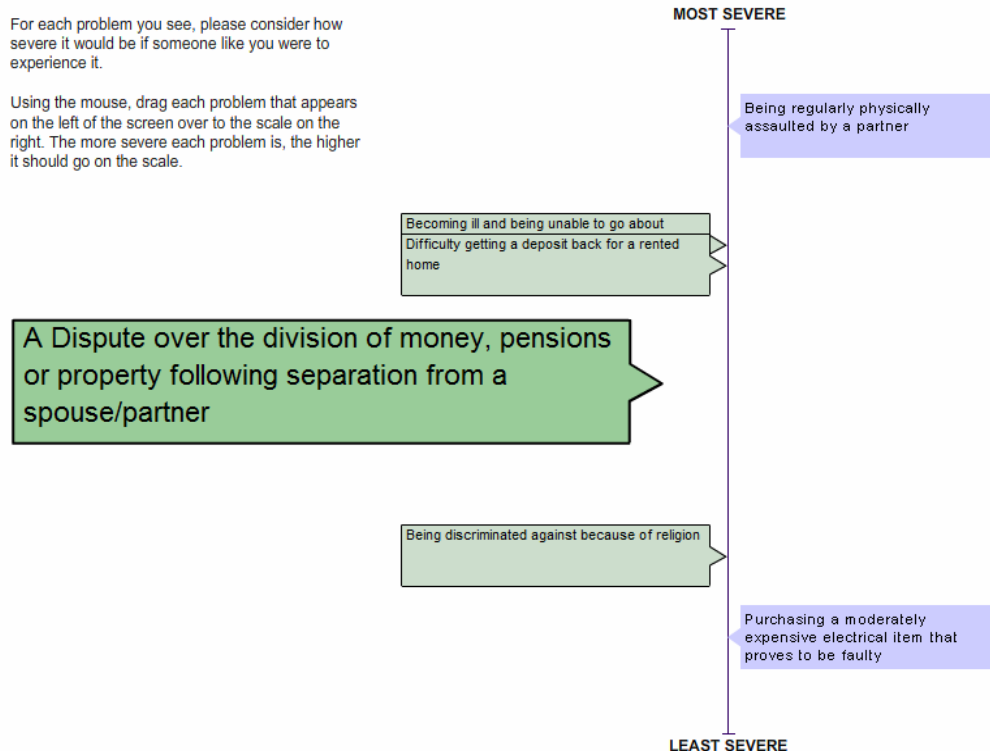 For each problem you see, please consider how
severe it would be if someone like you were to
experience it.
Using the mouse, drag each problem that appears
on the left of the screen over to the scale on the
right. The more severe each problem is, the higher
it should go on the scale.
MOST SEVERE
Being regularly physically
assaulted by a partner
Becoming ill and being unable to go about
Difficulty getting a deposit back for a rented
home
A Dispute over the division of money, pensions
or property following separation from a
spouse/partner
Being discriminated against because of religion
Purchasing a moderately
expensive electrical item that
proves to be faulty
LEAST SEVERE